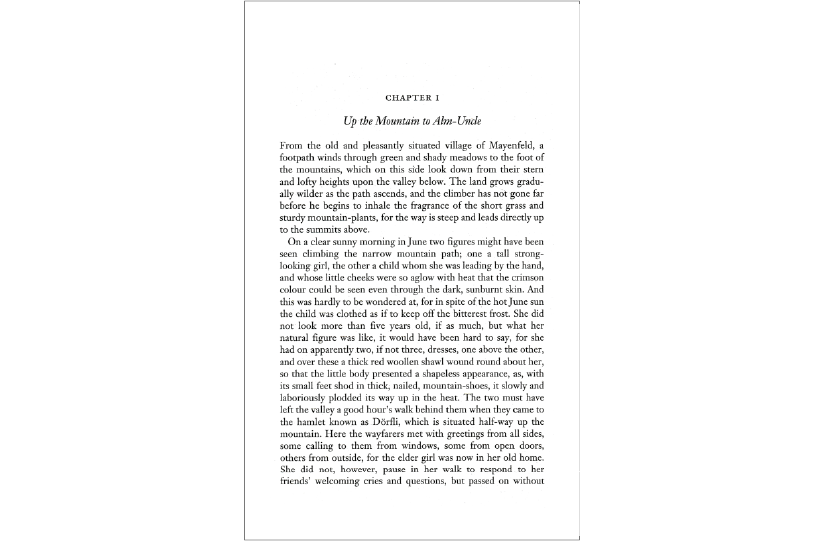 CHAPTER I
Up the Mountain to Alm-Uncle
From the old and pleasantly situated village of Mayenfeld, a
footpath winds through green and shady meadows to the foot of
the mountains, which on this side look down from their stern
and lofty heights upon the valley below. The land grows gradu-
ally wilder as the path ascends, and the climber has not gone far
before he begins to inhale the fragrance of the short grass and
sturdy mountain-plants, for the way is steep and leads directly up
to the summits above.
On a clear sunny morning in June two figures might have been
seen climbing the narrow mountain path; one a tall strong-
looking girl, the other a child whom she was leading by the hand,
and whose little cheeks were so aglow with heat that the crimson
colour could be seen even through the dark, sunburnt skin. And
this was hardly to be wondered at, for in spite of the hot June sun
the child was clothed as if to keep off the bitterest frost. She did
not look more than five years old, if as much, but what her
natural figure was like, it would have been hard to say, for she
had on apparently two, if not three, dresses, one above the other,
and over these a thick red woollen shawl wound round about her,
so that the little body presented a shapeless appearance, as, with
its small feet shod in thick, nailed, mountain-shoes, it slowly and
laboriously plodded its way up in the heat. The two must have
left the valley a good hour's walk behind them when they came to
the hamlet known as Dörfli, which is situated half-way up the
mountain. Here the wayfarers met with greetings from all sides,
some calling to them from windows, some from open doors,
others from outside, for the elder girl was now in her old home.
She did not, however, pause in her walk to respond to her
friends' welcoming cries and questions, but passed on without